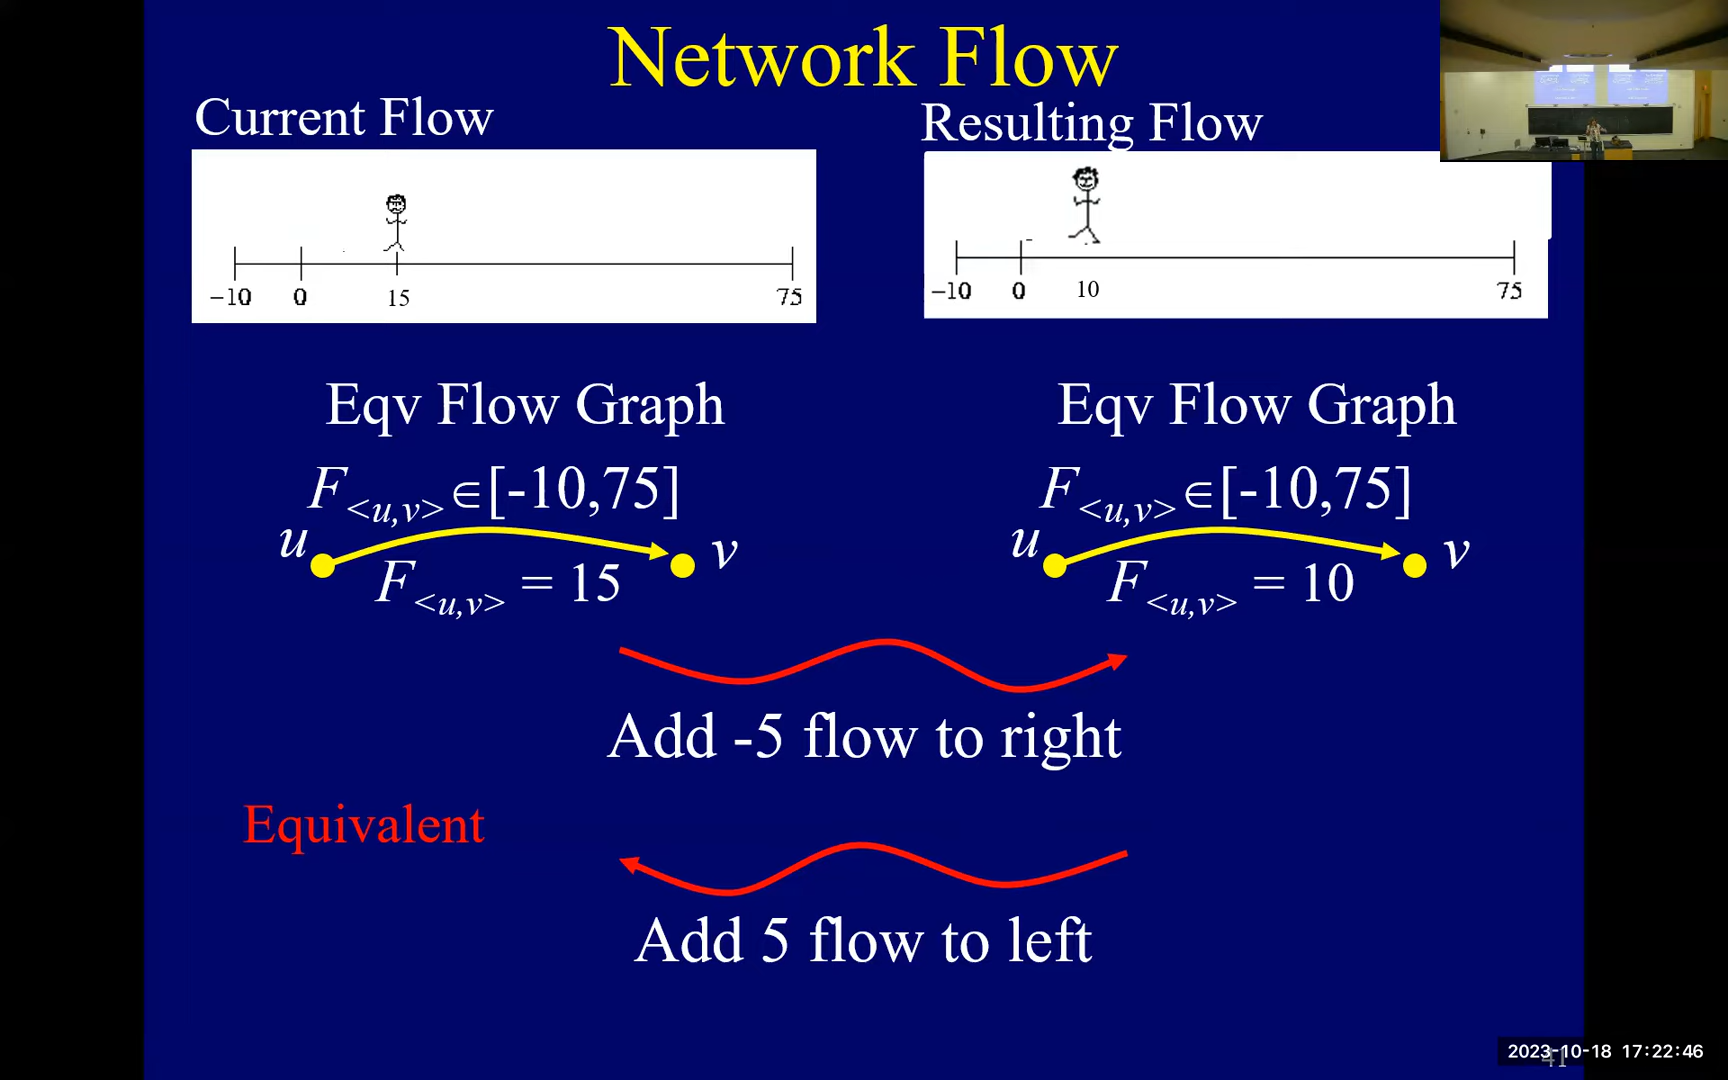 Network Flow
Current Flow
Resulting Flow
−10 0 15 75
−10 0 10 75
Eqv Flow Graph
Eqv Flow Graph
F<u,v> ∈[-10,75]
F<u,v> ∈[-10,75]
u v
u v
F<u,v> = 15
F<u,v> = 10
Add -5 flow to right
Equivalent
Add 5 flow to left
2023-10-18 17:22:46
41